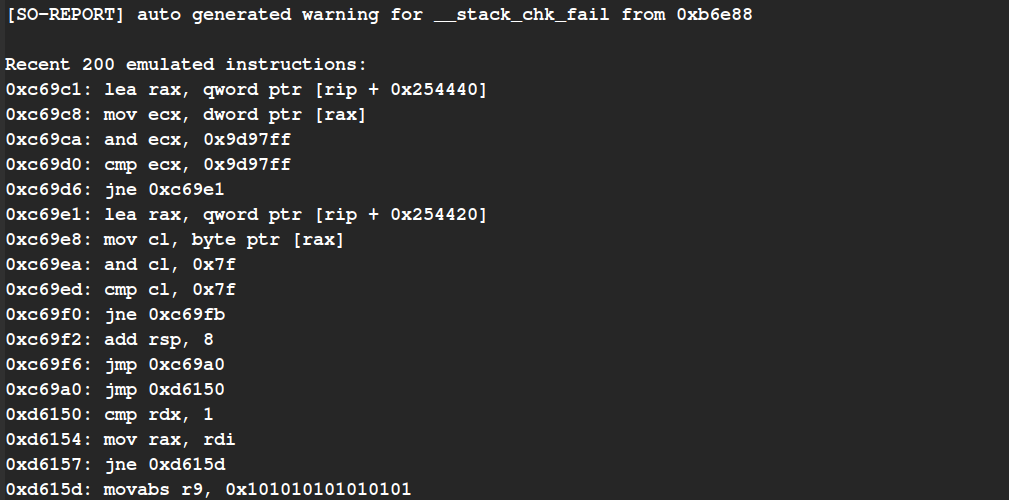 [SO-REPORT] auto generated warning for __stack_chk_fail from 0xb6e88
Recent 200 emulated instructions:
0xc69c1: lea rax, qword ptr [rip + 0x254440]
0xc69c8: mov ecx, dword ptr [rax]
0xc69ca: and ecx, 0x9d97ff
0xc69d0: cmp ecx, 0x9d97ff
0xc69d6: jne 0xc69e1
0xc69e1: lea rax, qword ptr [rip + 0x254420]
0xc69e8: mov cl, byte ptr [rax]
0xc69ea: and cl, 0x7f
0xc69ed: cmp cl, 0x7f
0xc69f0: jne 0xc69fb
0xc69f2: add rsp, 8
0xc69f6: jmp 0xc69a0
0xc69a0: jmp 0xd6150
0xd6150: cmp rdx, 1
0xd6154: mov rax, rdi
0xd6157: jne 0xd615d
0xd615d: movabs r9, 0x101010101010101